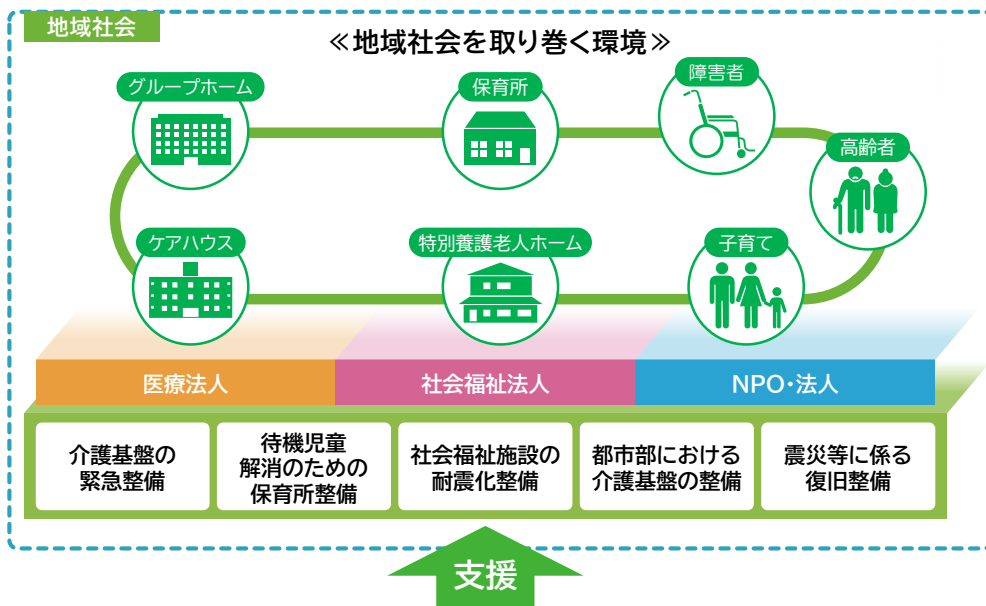 地域社会
≪地域社会を取り巻く環境≫
グループホーム
保育所
障害者
高齢者
ケアハウス
特別養護老人ホーム
子育て
医療法人
社会福祉法人
NPO・法人
介護基盤の
緊急整備
待機児童
解消のための
保育所整備
社会福祉施設の
耐震化整備
都市部における
介護基盤の整備
震災等に係る
復旧整備
支援